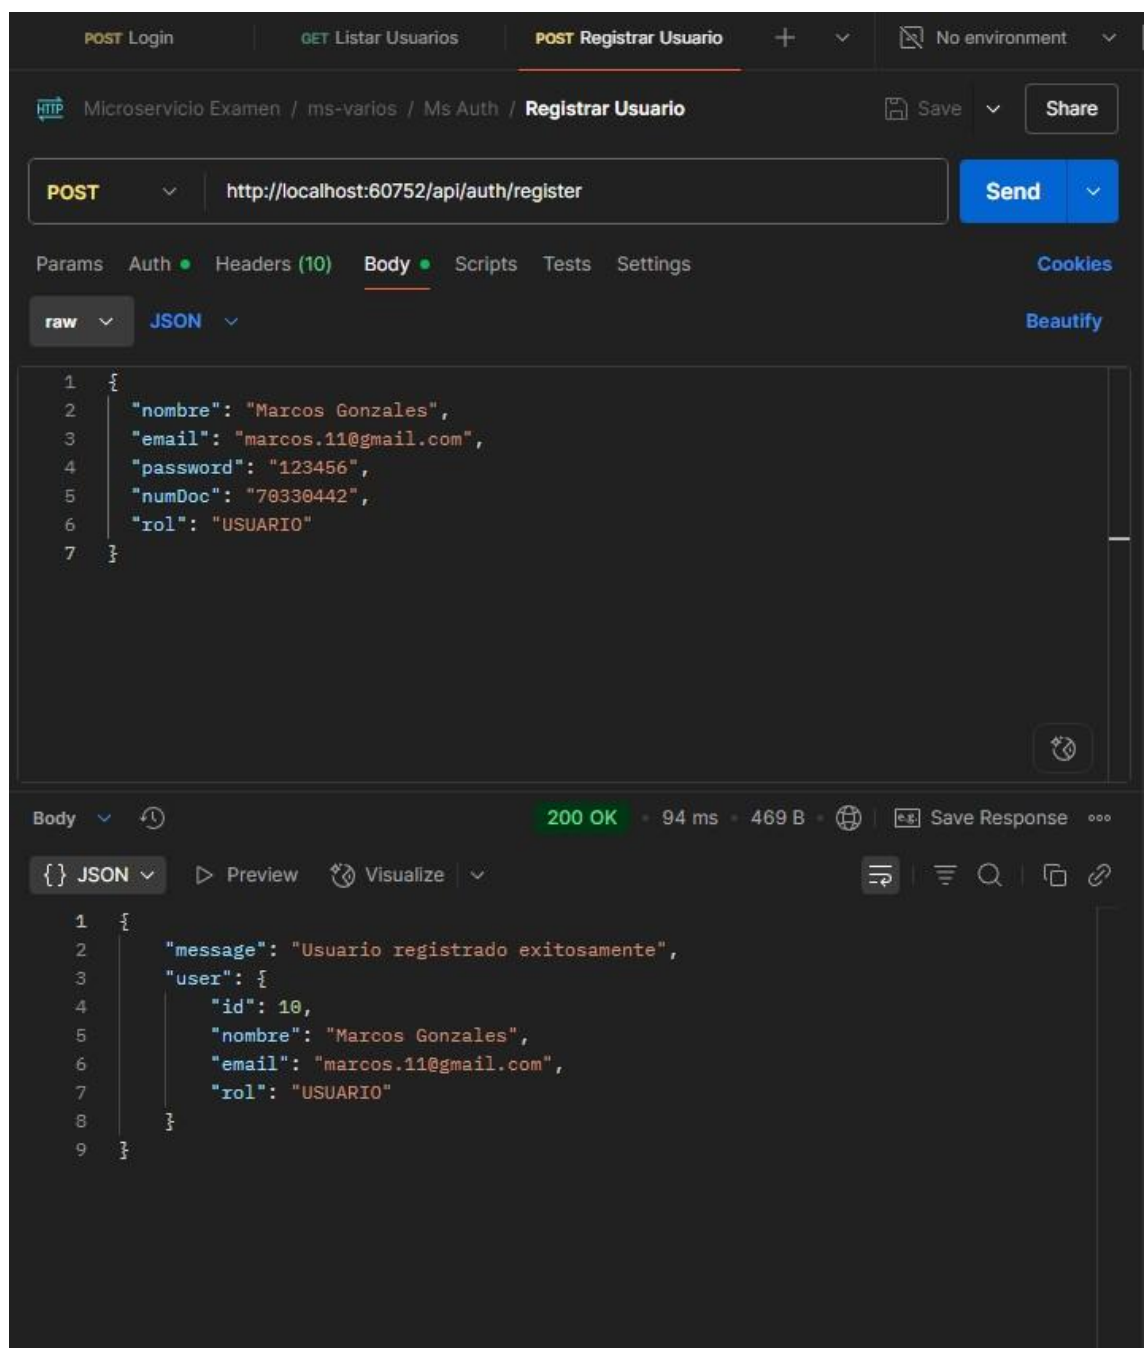 POST Login GET Listar Usuarios POST Registrar Usuario No environment
HTTP Microservicio Examen / ms-varios / Ms Auth / Registrar Usuario Save Share
POST http://localhost:60752/api/auth/register Send
Params Auth Headers (10) Body Scripts Tests Settings Cookies
raw JSON Beautify
1 {
2 "nombre": "Marcos Gonzales",
3 "email": "marcos.11@gmail.com",
4 "password": "123456",
5 "numDoc": "70330442",
6 "rol": "USUARIO"
7 }
Body 200 OK 94 ms 469 B e.g. Save Response
{} JSON Preview Visualize
1 {
2 "message": "Usuario registrado exitosamente",
3 "user": {
4 "id": 10,
5 "nombre": "Marcos Gonzales",
6 "email": "marcos.11@gmail.com",
7 "rol": "USUARIO"
8 }
9 }